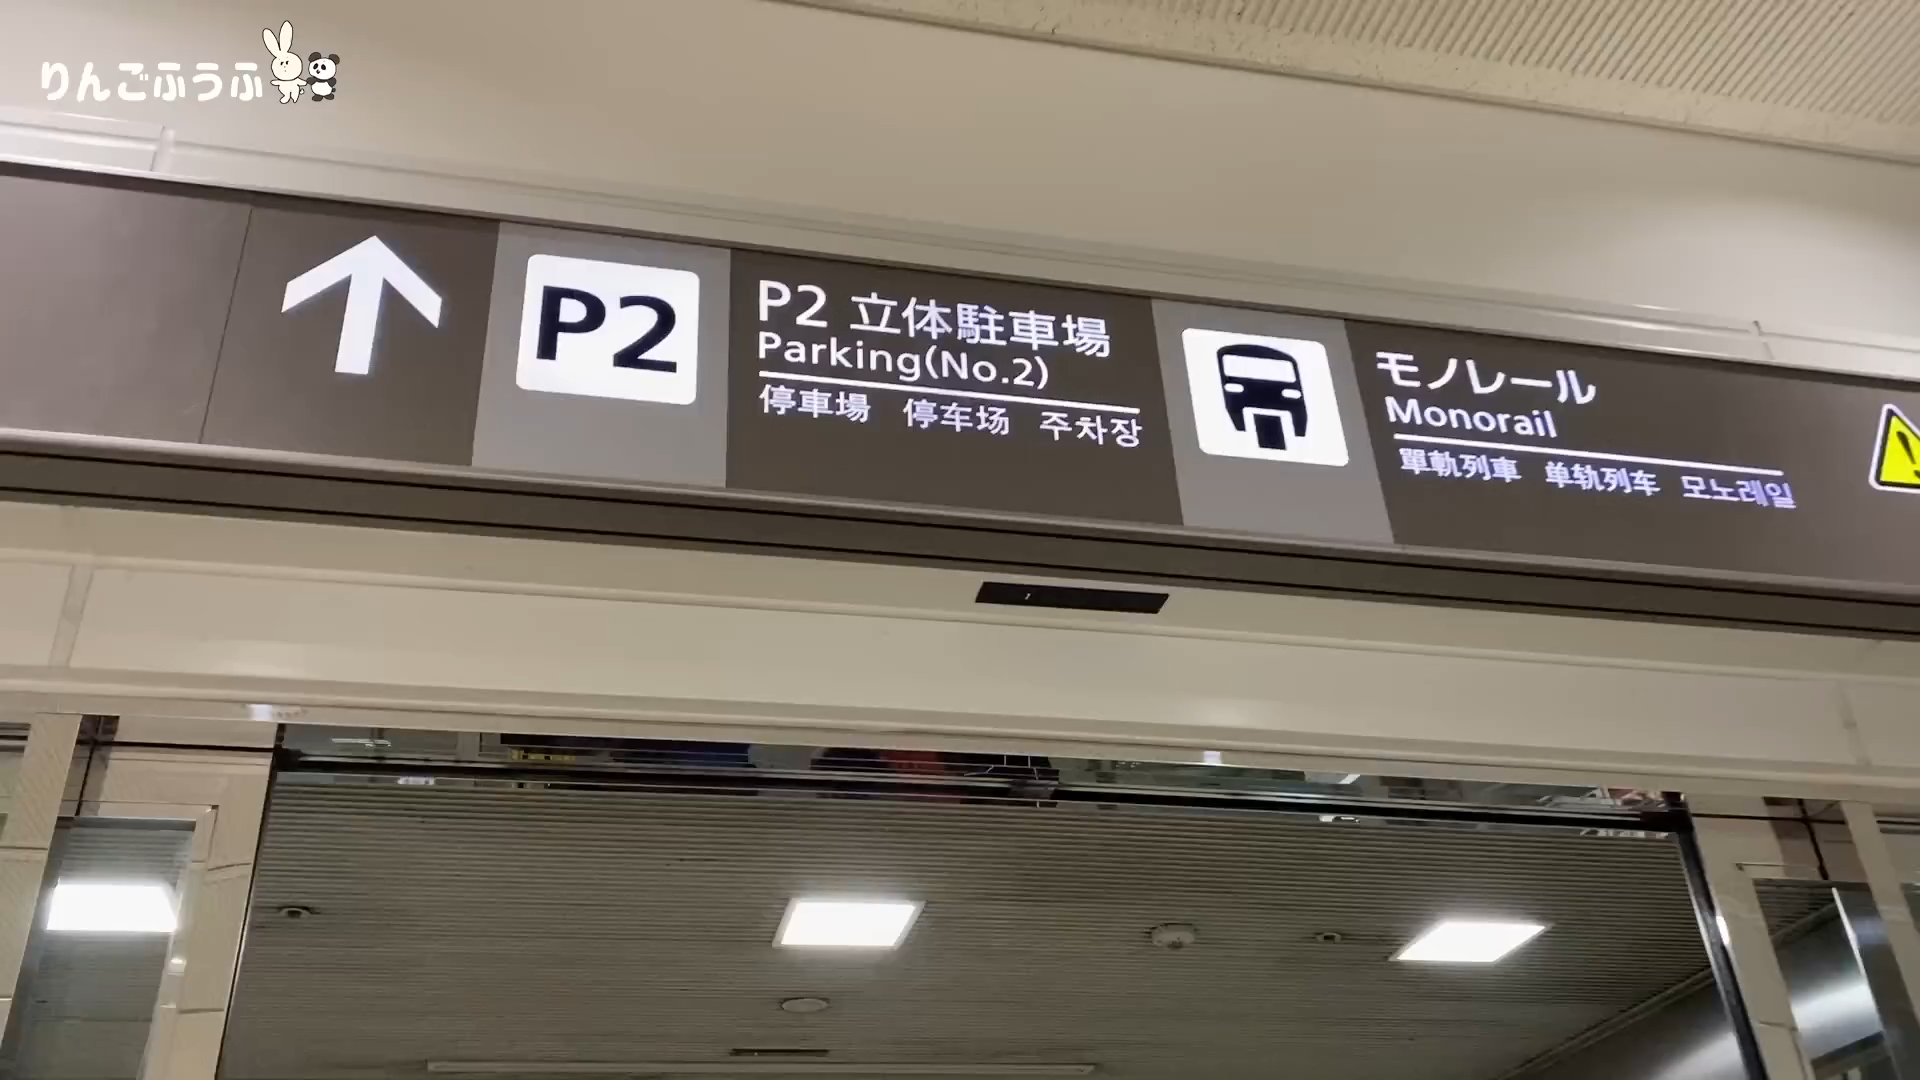 りんごふうふ
P2
P2 立体駐車場
Parking(No.2)
停車場 停车场 주차장
モノレール
Monorail
單軌列車 单轨列车 모노레일